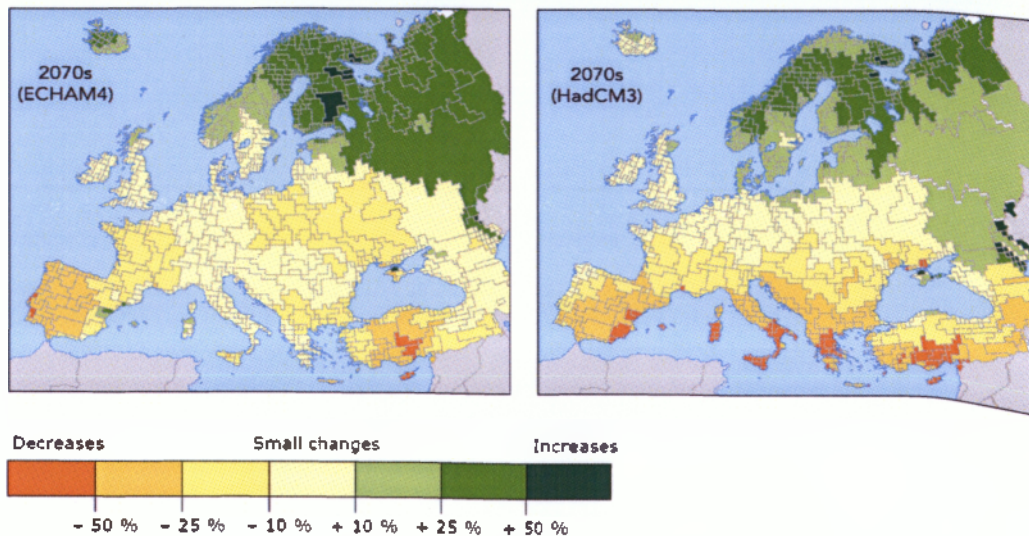 2070s
(ECHAM4)
2070s
(HadCM3)
Decreases Small changes Increases
- 50 % - 25 % - 10 % + 10 % + 25 % + 50 %